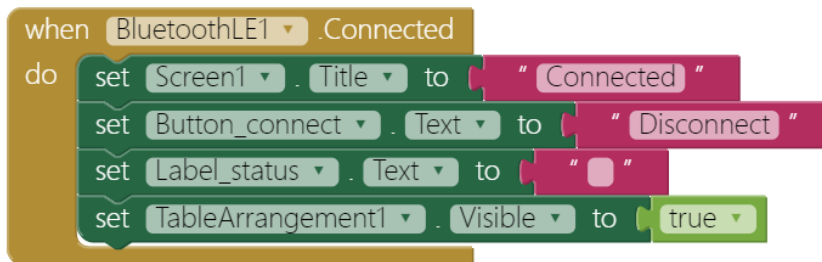 when BluetoothLE1 .Connected
do set Screen1 . Title to " Connected "
set Button_connect . Text to " Disconnect "
set Label_status . Text to " "
set TableArrangement1 . Visible to true